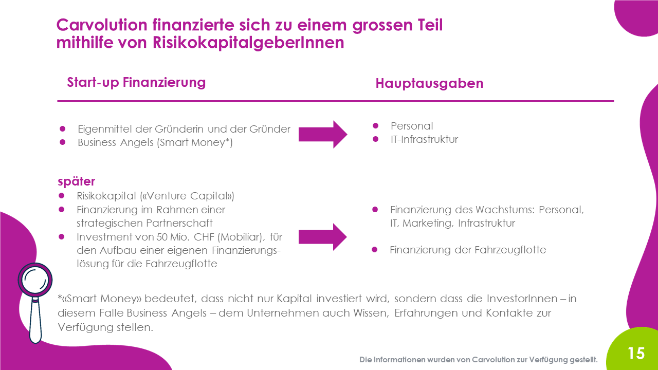 Carvolution finanzierte sich zu einem grossen Teil
mithilfe von RisikokapitalgeberInnen
Start-up Finanzierung
Hauptausgaben
● Eigenmittel der Gründerin und der Gründer
● Business Angels (Smart Money*)
● Personal
● IT-Infrastruktur
später
● Risikokapital («Venture Capital»)
● Finanzierung im Rahmen einer
strategischen Partnerschaft
● Investment von 50 Mio. CHF (Mobiliar), für
den Aufbau einer eigenen Finanzierungs-
lösung für die Fahrzeugflotte
● Finanzierung des Wachstums: Personal,
IT, Marketing, Infrastruktur
● Finanzierung der Fahrzeugflotte
*«Smart Money» bedeutet, dass nicht nur Kapital investiert wird, sondern dass die InvestorInnen – in
diesem Falle Business Angels – dem Unternehmen auch Wissen, Erfahrungen und Kontakte zur
Verfügung stellen.
Die Informationen wurden von Carvolution zur Verfügung gestellt.
15